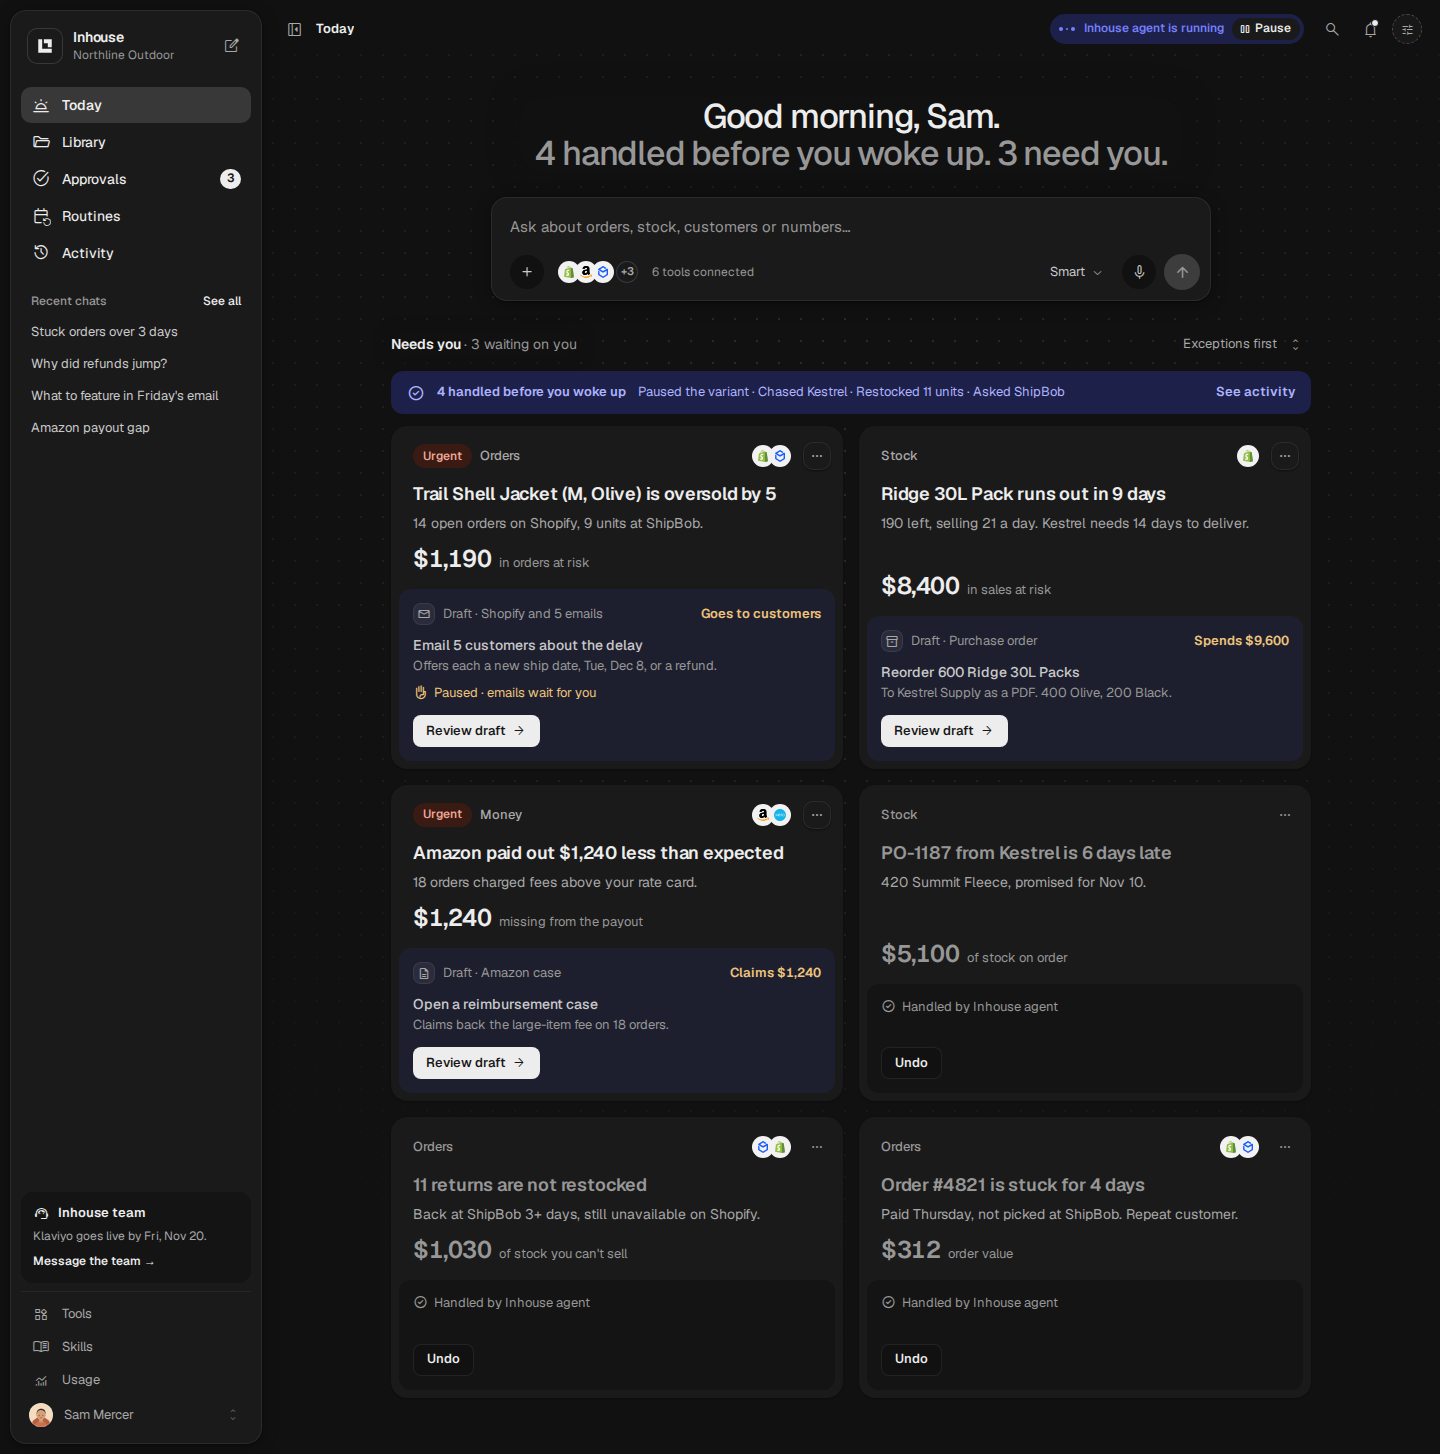 Inhouse
Northline Outdoor
Today
Library
Approvals
3
Routines
Activity
Recent chats
See all
Stuck orders over 3 days
Why did refunds jump?
What to feature in Friday's email
Amazon payout gap
Inhouse team
Klaviyo goes live by Fri, Nov 20.
Message the team →
Tools
Skills
Usage
Sam Mercer
Today
Inhouse agent is running
Pause
Good morning, Sam.
4 handled before you woke up. 3 need you.
Ask about orders, stock, customers or numbers…
+3
6 tools connected
Smart
Needs you · 3 waiting on you
Exceptions first
4 handled before you woke up
Paused the variant · Chased Kestrel · Restocked 11 units · Asked ShipBob
See activity
Urgent
Orders
Trail Shell Jacket (M, Olive) is oversold by 5
14 open orders on Shopify, 9 units at ShipBob.
$1,190 in orders at risk
Draft · Shopify and 5 emails
Goes to customers
Email 5 customers about the delay
Offers each a new ship date, Tue, Dec 8, or a refund.
Paused · emails wait for you
Review draft →
Stock
Ridge 30L Pack runs out in 9 days
190 left, selling 21 a day. Kestrel needs 14 days to deliver.
$8,400 in sales at risk
Draft · Purchase order
Spends $9,600
Reorder 600 Ridge 30L Packs
To Kestrel Supply as a PDF. 400 Olive, 200 Black.
Review draft →
Urgent
Money
Amazon paid out $1,240 less than expected
18 orders charged fees above your rate card.
$1,240 missing from the payout
Draft · Amazon case
Claims $1,240
Open a reimbursement case
Claims back the large-item fee on 18 orders.
Review draft →
Stock
PO-1187 from Kestrel is 6 days late
420 Summit Fleece, promised for Nov 10.
$5,100 of stock on order
Handled by Inhouse agent
Undo
Orders
11 returns are not restocked
Back at ShipBob 3+ days, still unavailable on Shopify.
$1,030 of stock you can't sell
Handled by Inhouse agent
Undo
Orders
Order #4821 is stuck for 4 days
Paid Thursday, not picked at ShipBob. Repeat customer.
$312 order value
Handled by Inhouse agent
Undo